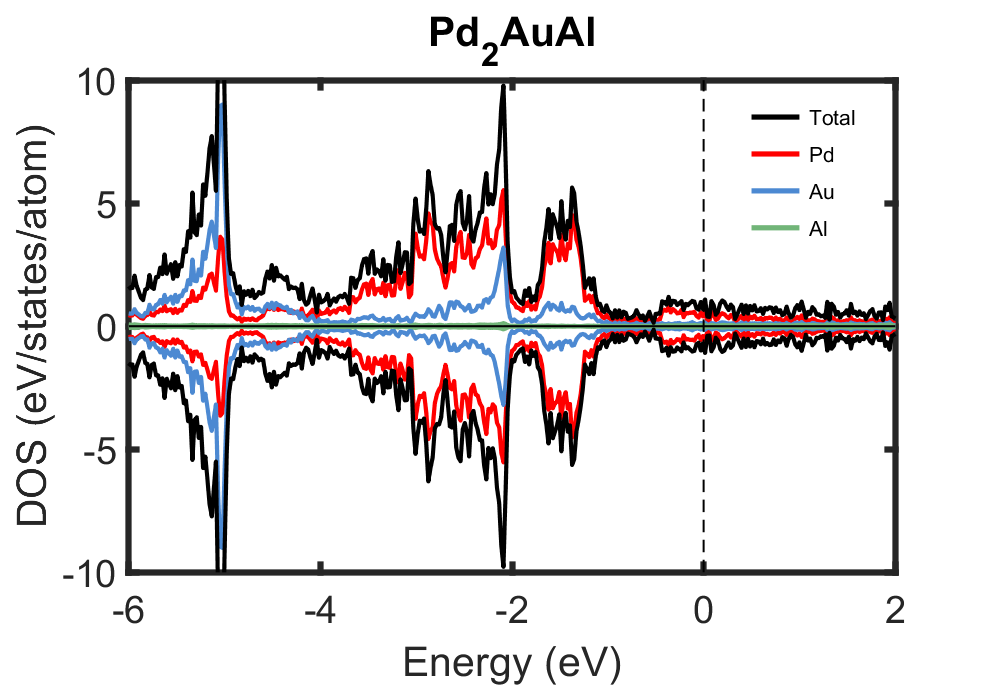 Pd2AuAl
10
5
0
-5
-10
DOS (eV/states/atom)
Total
Pd
Au
Al
-6 -4 -2 0 2
Energy (eV)